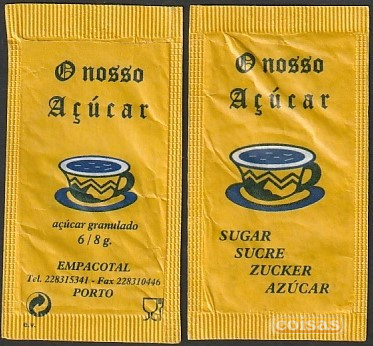 O nosso
Açúcar
açúcar granulado
6 / 8 g.
EMPACOTAL
Tel. 228315341 - Fax 228310446
PORTO
D.V.
O nosso
Açúcar
SUGAR
SUCRE
ZUCKER
AZÚCAR
coisas